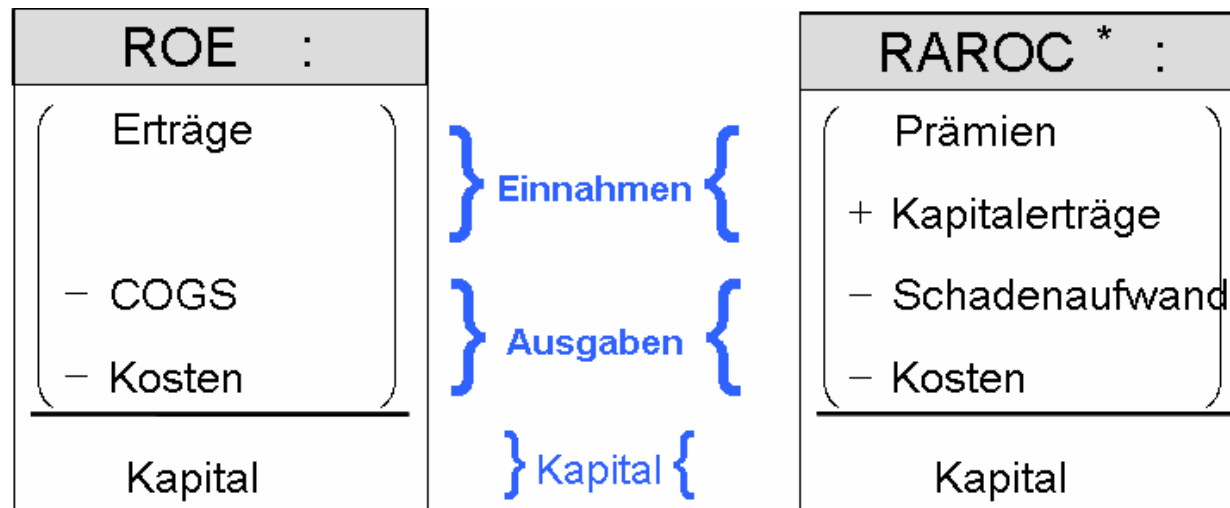 ROE :
Erträge
– COGS
– Kosten
Kapital
Einnahmen
Ausgaben
Kapital
RAROC * :
Prämien
+ Kapitalerträge
– Schadenaufwand
– Kosten
Kapital